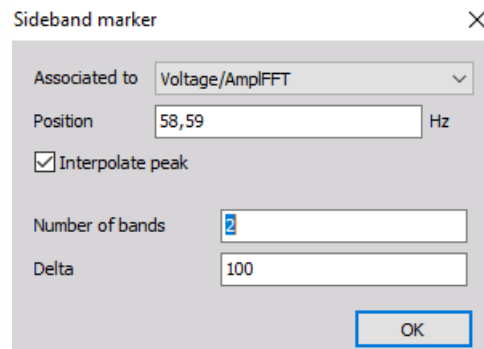 Sideband marker
Associated to Voltage/AmplFFT
Position 58,59 Hz
Interpolate peak
Number of bands 2
Delta 100
OK